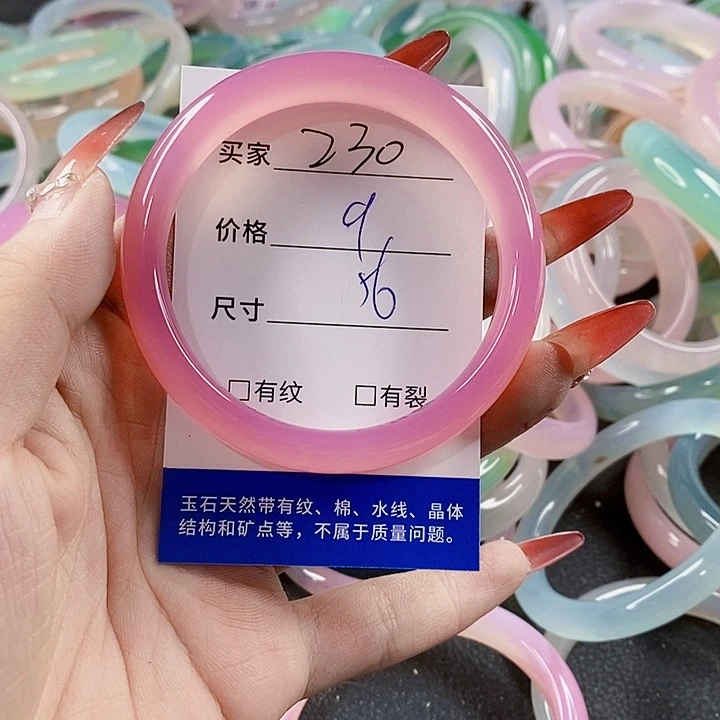 买家 230
价格 9
尺寸 56
□有纹 □有裂
玉石天然带有纹、棉、水线、晶体
结构和矿点等，不属于质量问题。